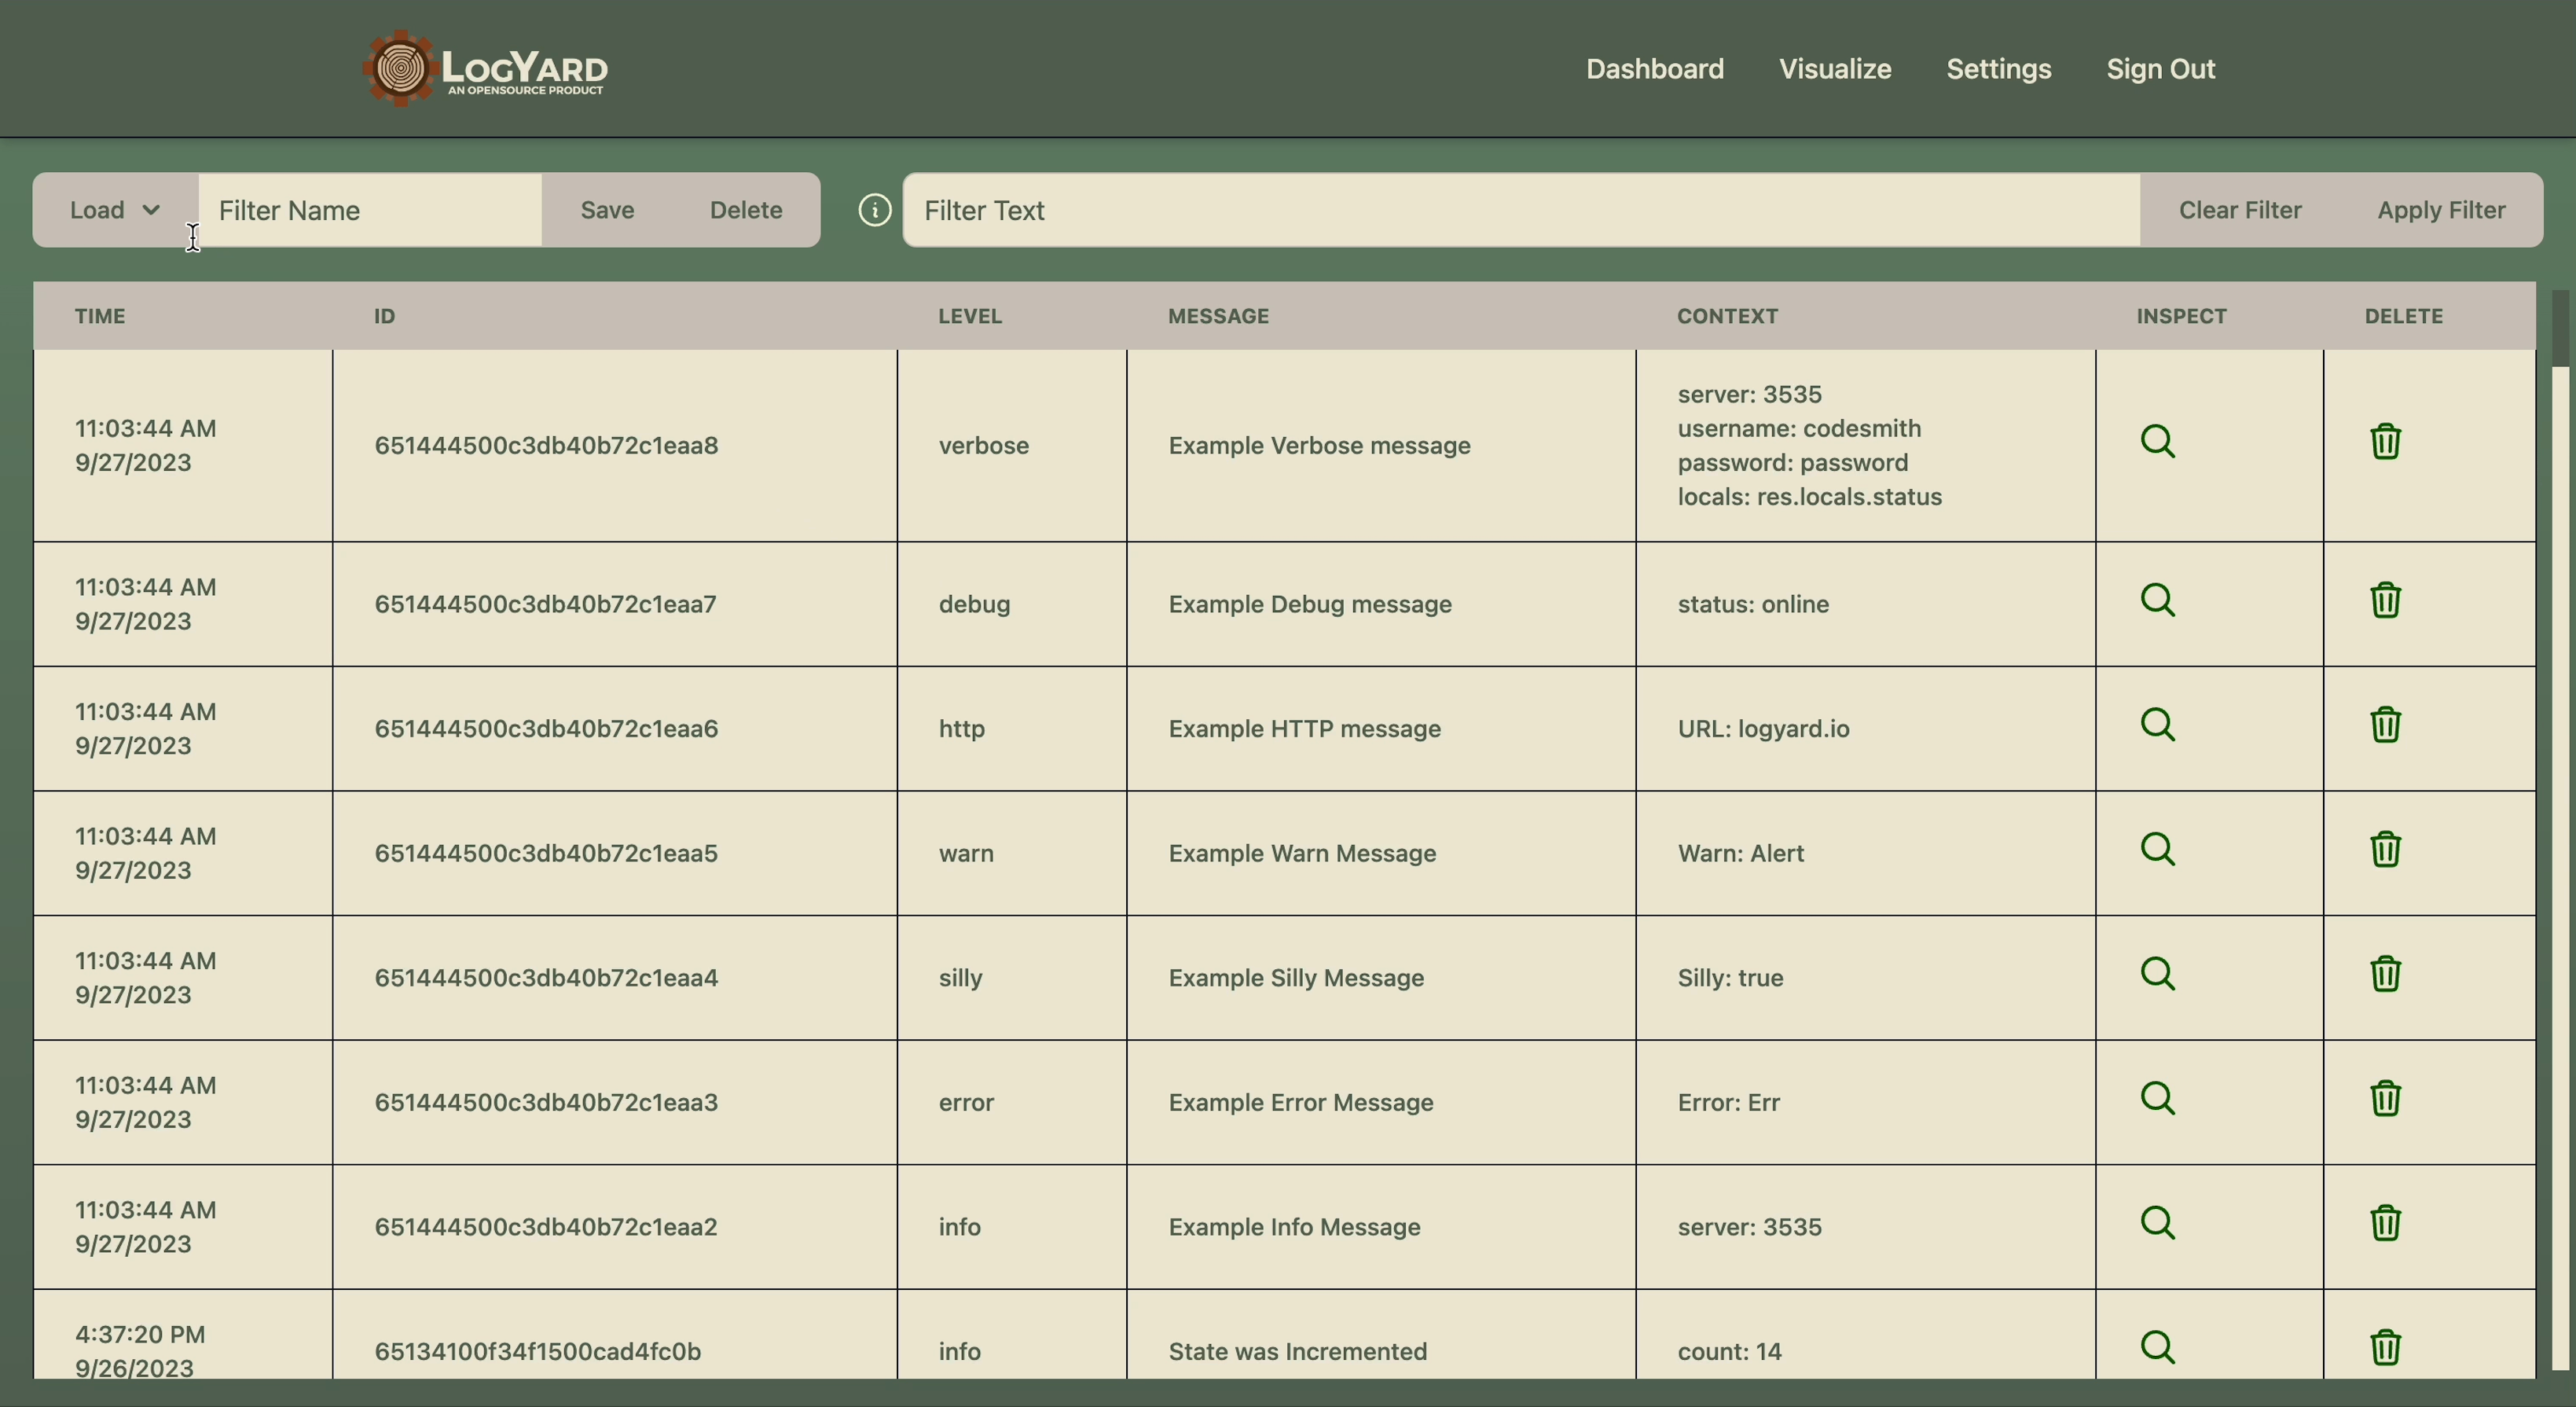 LOGYARD
AN OPENSOURCE PRODUCT
Dashboard Visualize Settings Sign Out
Load Filter Name Save Delete Filter Text Clear Filter Apply Filter
TIME ID LEVEL MESSAGE CONTEXT INSPECT DELETE
11:03:44 AM
9/27/2023
651444500c3db40b72c1eaa8
verbose
Example Verbose message
server: 3535
username: codesmith
password: password
locals: res.locals.status
11:03:44 AM
9/27/2023
651444500c3db40b72c1eaa7
debug
Example Debug message
status: online
11:03:44 AM
9/27/2023
651444500c3db40b72c1eaa6
http
Example HTTP message
URL: logyard.io
11:03:44 AM
9/27/2023
651444500c3db40b72c1eaa5
warn
Example Warn Message
Warn: Alert
11:03:44 AM
9/27/2023
651444500c3db40b72c1eaa4
silly
Example Silly Message
Silly: true
11:03:44 AM
9/27/2023
651444500c3db40b72c1eaa3
error
Example Error Message
Error: Err
11:03:44 AM
9/27/2023
651444500c3db40b72c1eaa2
info
Example Info Message
server: 3535
4:37:20 PM
9/26/2023
65134100f34f1500cad4fc0b
info
State was Incremented
count: 14